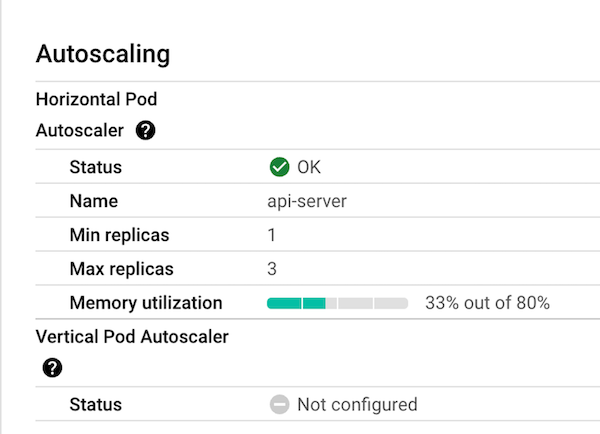 Autoscaling
Horizontal Pod
Autoscaler ?
Status OK
Name api-server
Min replicas 1
Max replicas 3
Memory utilization 33% out of 80%
Vertical Pod Autoscaler
?
Status Not configured